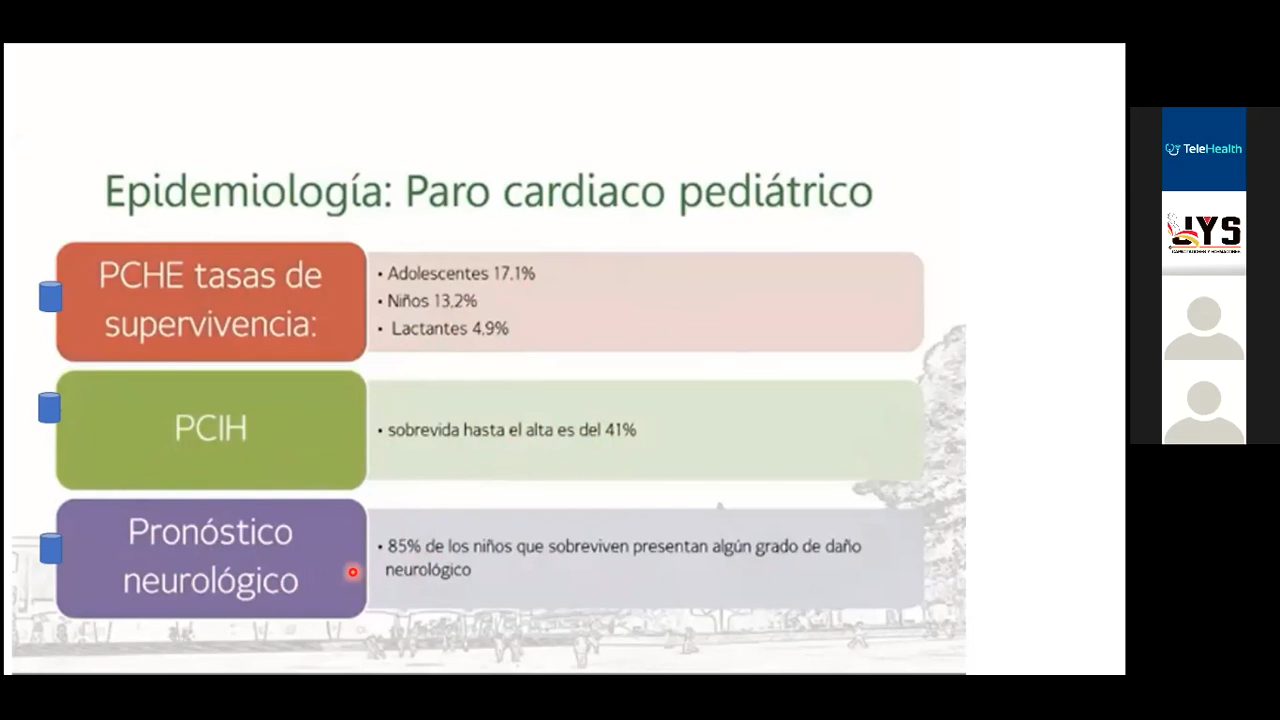 Epidemiología: Paro cardiaco pediátrico
PCHE tasas de
supervivencia:
• Adolescentes 17.1%
• Niños 13.2%
• Lactantes 4.9%
PCIH
• sobrevida hasta el alta es del 41%
Pronóstico
neurológico
• 85% de los niños que sobreviven presentan algún grado de daño
neurológico
TeleHealth
JYS